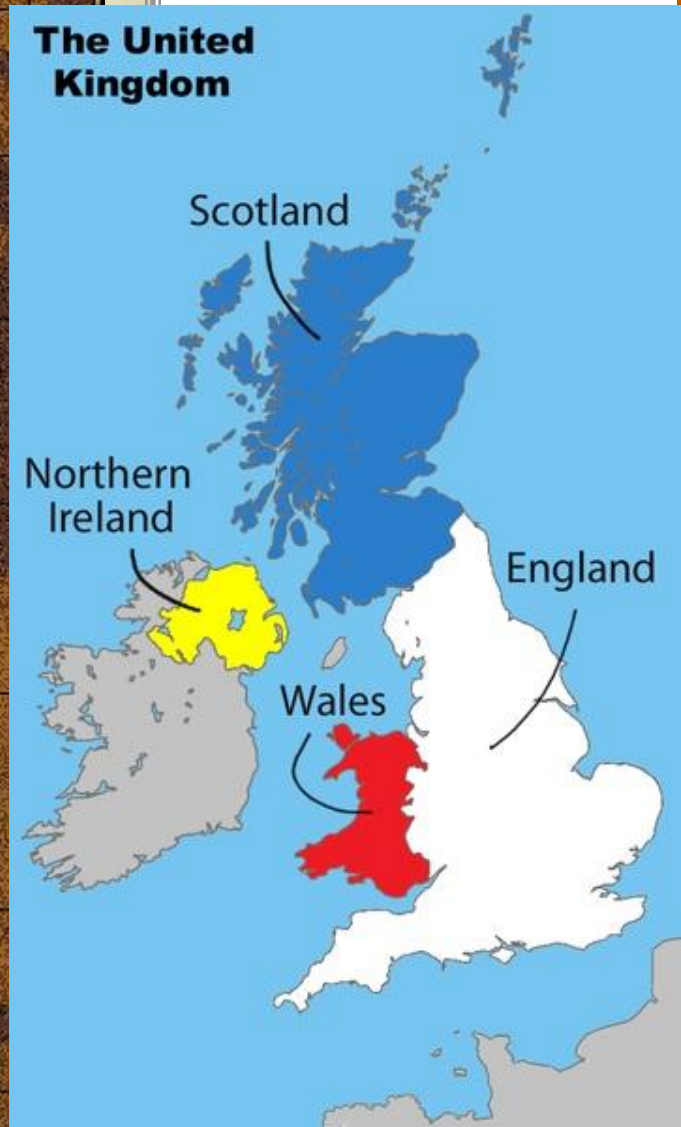 The United
Kingdom
Scotland
Northern
Ireland
England
Wales